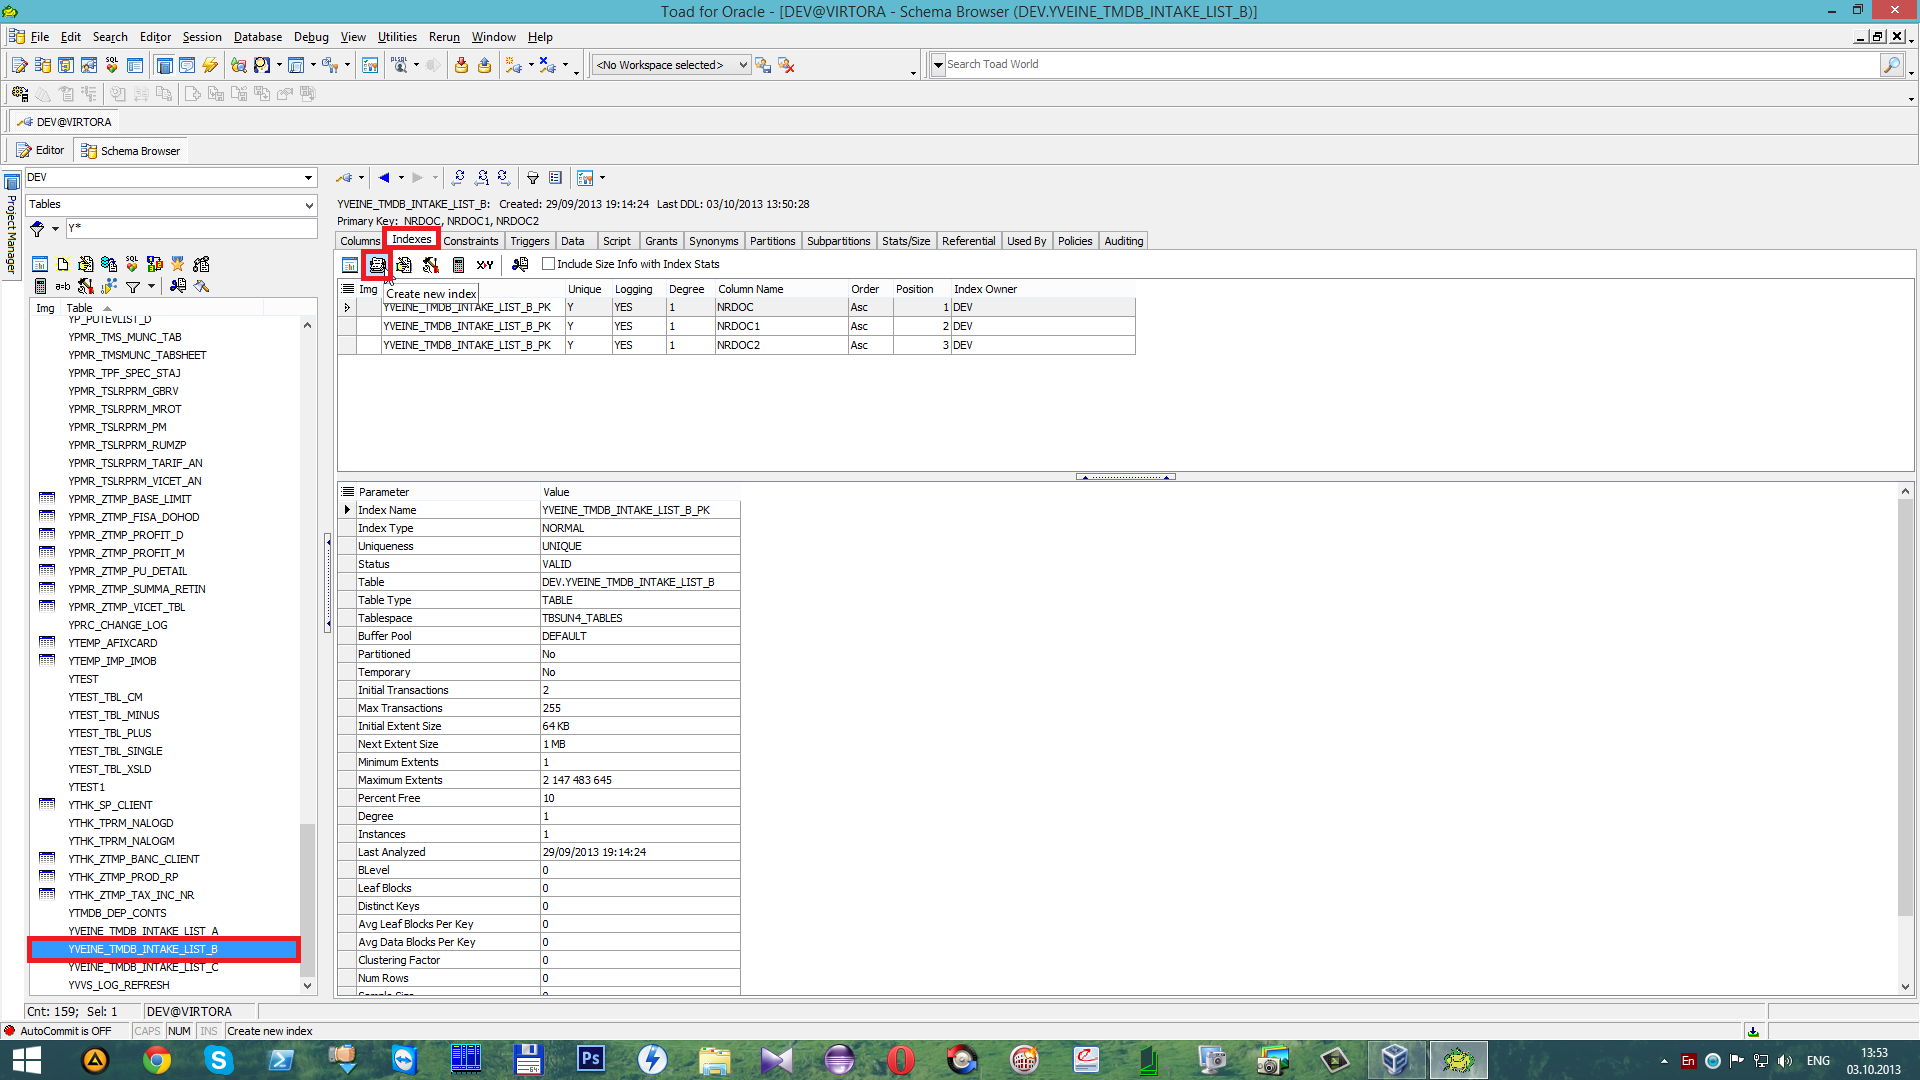 Toad for Oracle - [DEV@VIRTORA - Schema Browser (DEV.YVEINE_TMDB_INTAKE_LIST_B)]
File Edit Search Editor Session Database Debug View Utilities Rerun Window Help
SQL PLSQL <No Workspace selected> Search Toad World
DEV@VIRTORA
Editor Schema Browser
Project Manager
DEV
Tables
Y*
SQL
a=b
Img Table
YP_PUTEVLIST_D
YPMR_TMS_MUNC_TAB
YPMR_TMSMUNC_TABSHEET
YPMR_TPF_SPEC_STAJ
YPMR_TSLRPRM_GBRV
YPMR_TSLRPRM_MROT
YPMR_TSLRPRM_PM
YPMR_TSLRPRM_RUMZP
YPMR_TSLRPRM_TARIF_AN
YPMR_TSLRPRM_VICET_AN
YPMR_ZTMP_BASE_LIMIT
YPMR_ZTMP_FISA_DOHOD
YPMR_ZTMP_PROFIT_D
YPMR_ZTMP_PROFIT_M
YPMR_ZTMP_PU_DETAIL
YPMR_ZTMP_SUMMA_RETIN
YPMR_ZTMP_VICET_TBL
YPRC_CHANGE_LOG
YTEMP_AFIXCARD
YTEMP_IMP_IMOB
YTEST
YTEST_TBL_CM
YTEST_TBL_MINUS
YTEST_TBL_PLUS
YTEST_TBL_SINGLE
YTEST_TBL_XSLD
YTEST1
YTHK_SP_CLIENT
YTHK_TPRM_NALOGD
YTHK_TPRM_NALOGM
YTHK_ZTMP_BANC_CLIENT
YTHK_ZTMP_PROD_RP
YTHK_ZTMP_TAX_INC_NR
YTMDB_DEP_CONTS
YVEINE_TMDB_INTAKE_LIST_A
YVEINE_TMDB_INTAKE_LIST_B
YVEINE_TMDB_INTAKE_LIST_C
YVVS_LOG_REFRESH
YVEINE_TMDB_INTAKE_LIST_B: Created: 29/09/2013 19:14:24 Last DDL: 03/10/2013 13:50:28
Primary Key: NRDOC, NRDOC1, NRDOC2
Columns Indexes Constraints Triggers Data Script Grants Synonyms Partitions Subpartitions Stats/Size Referential Used By Policies Auditing
Include Size Info with Index Stats
Img Unique Logging Degree Column Name Order Position Index Owner
Create new index
YVEINE_TMDB_INTAKE_LIST_B_PK Y YES 1 NRDOC Asc 1 DEV
YVEINE_TMDB_INTAKE_LIST_B_PK Y YES 1 NRDOC1 Asc 2 DEV
YVEINE_TMDB_INTAKE_LIST_B_PK Y YES 1 NRDOC2 Asc 3 DEV
Parameter Value
Index Name YVEINE_TMDB_INTAKE_LIST_B_PK
Index Type NORMAL
Uniqueness UNIQUE
Status VALID
Table DEV.YVEINE_TMDB_INTAKE_LIST_B
Table Type TABLE
Tablespace TBSUN4_TABLES
Buffer Pool DEFAULT
Partitioned No
Temporary No
Initial Transactions 2
Max Transactions 255
Initial Extent Size 64 KB
Next Extent Size 1 MB
Minimum Extents 1
Maximum Extents 2 147 483 645
Percent Free 10
Degree 1
Instances 1
Last Analyzed 29/09/2013 19:14:24
BLevel 0
Leaf Blocks 0
Distinct Keys 0
Avg Leaf Blocks Per Key 0
Avg Data Blocks Per Key 0
Clustering Factor 0
Num Rows 0
Sample Size 0
Cnt: 159; Sel: 1 DEV@VIRTORA
AutoCommit is OFF CAPS NUM INS Create new index
Ps 64 En ENG 13:53
03.10.2013